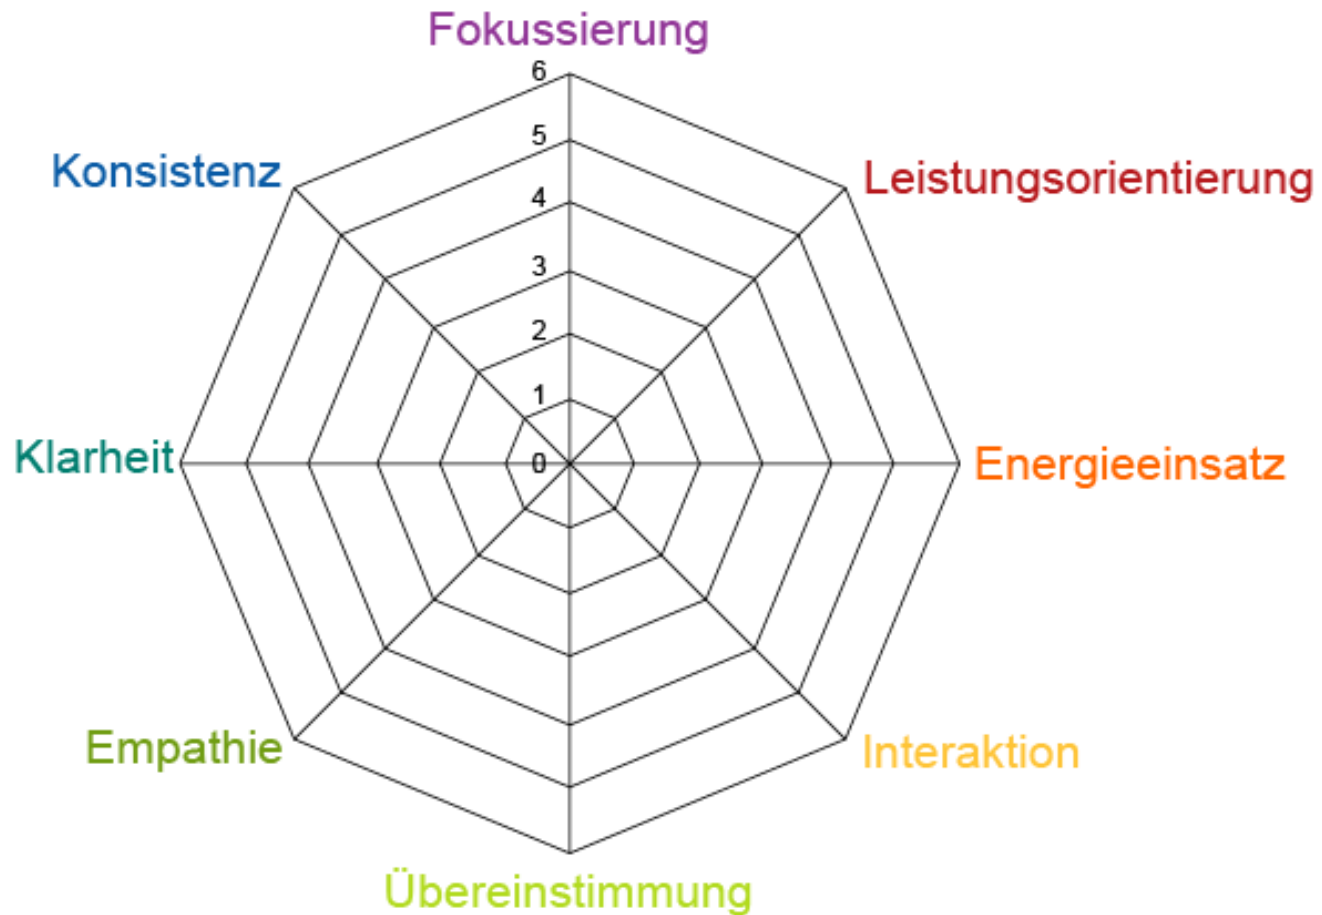 Fokussierung
6
5
4
3
2
1
0
Konsistenz
Leistungsorientierung
Klarheit
Energieeinsatz
Empathie
Interaktion
Übereinstimmung